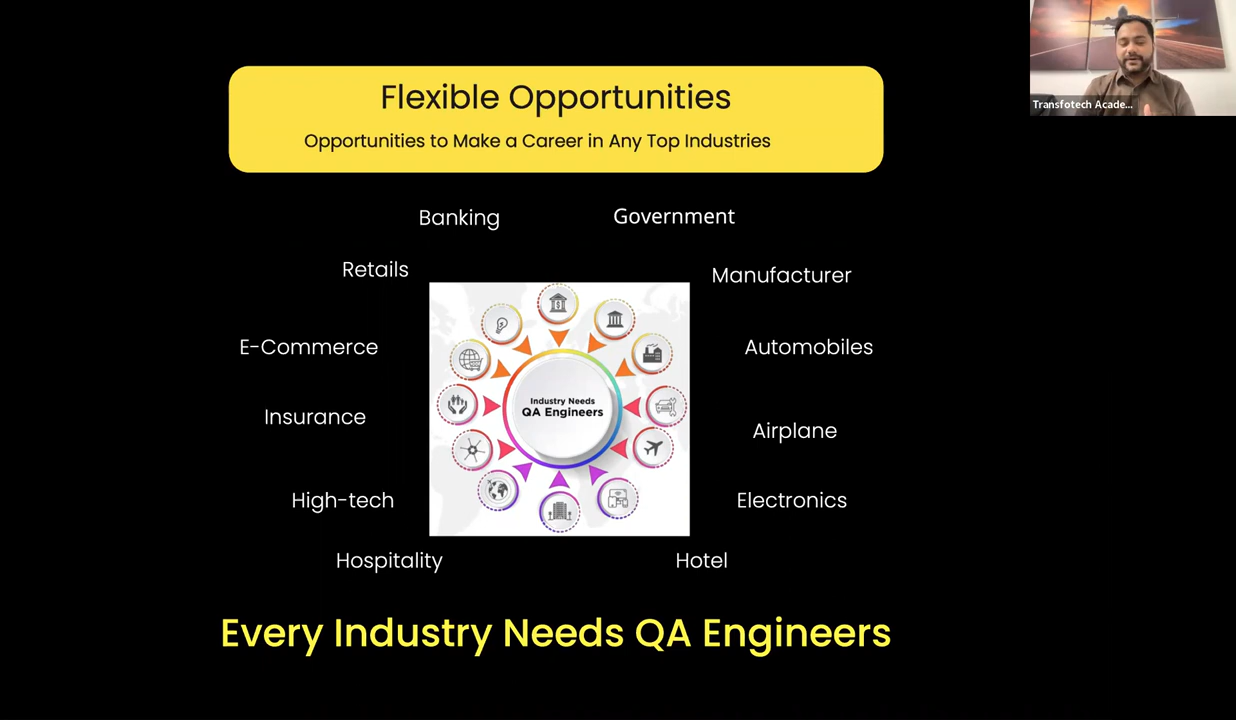 Flexible Opportunities
Opportunities to Make a Career in Any Top Industries
Transfotech Acade...
Banking
Government
Retails
Manufacturer
E-Commerce
Automobiles
Industry Needs
QA Engineers
Insurance
Airplane
High-tech
Electronics
Hospitality
Hotel
Every Industry Needs QA Engineers